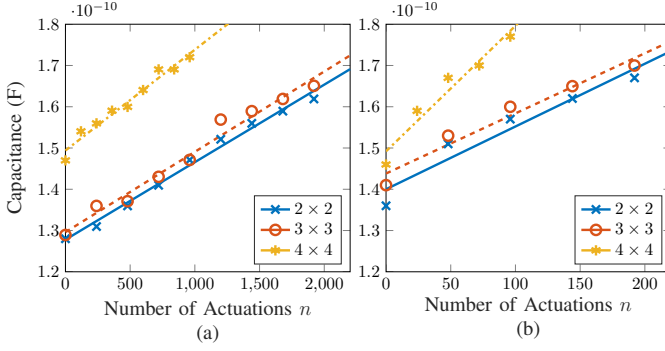 ·10−10 ·10−10
1.8 1.8
1.7 1.7
1.6 1.6
1.5 1.5
1.4 1.4
1.3 1.3
1.2 1.2
Capacitance (F)
2 × 2
3 × 3
4 × 4
2 × 2
3 × 3
4 × 4
0 500 1,000 1,500 2,000 0 50 100 150 200
Number of Actuations n Number of Actuations n
(a) (b)